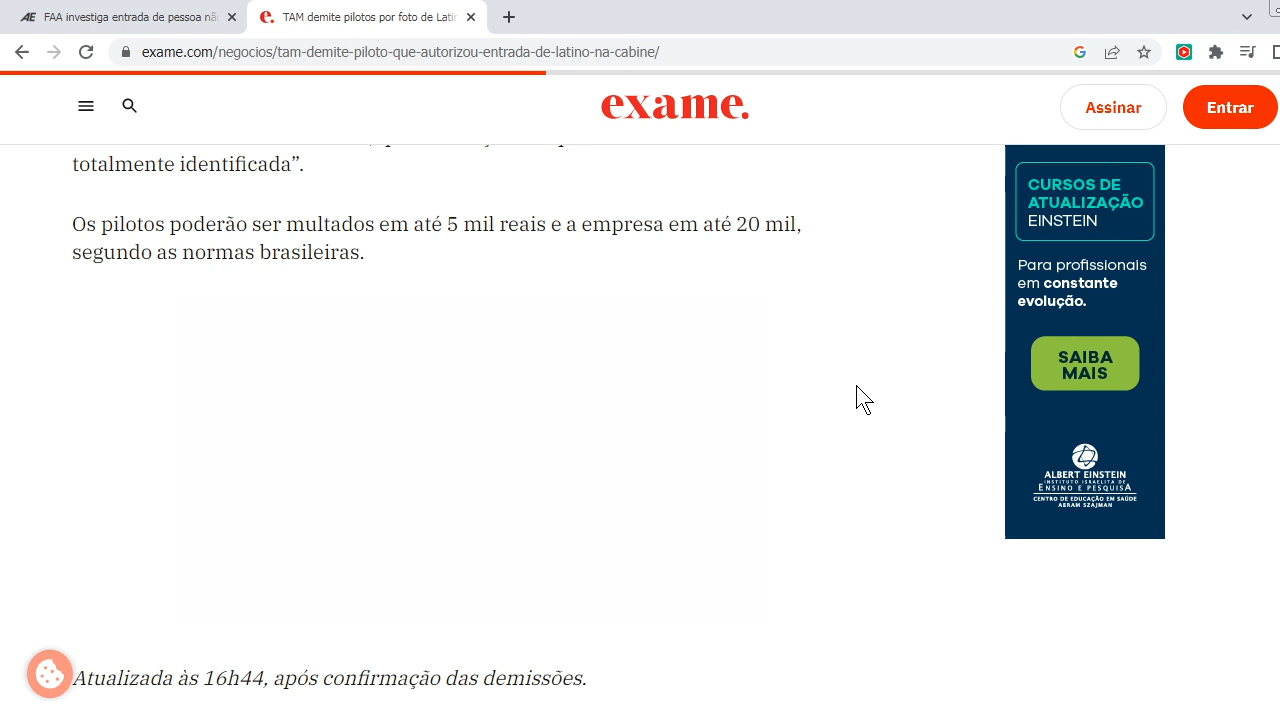 AE FAA investiga entrada de pessoa nã
e. TAM demite pilotos por foto de Latin
exame.com/negocios/tam-demite-piloto-que-autorizou-entrada-de-latino-na-cabine/
exame.
Assinar
Entrar
totalmente identificada”.
Os pilotos poderão ser multados em até 5 mil reais e a empresa em até 20 mil,
segundo as normas brasileiras.
Atualizada às 16h44, após confirmação das demissões.
CURSOS DE
ATUALIZAÇÃO
EINSTEIN
Para profissionais
em constante
evolução.
SAIBA
MAIS
ALBERT EINSTEIN
INSTITUTO ISRAELITA DE
ENSINO E PESQUISA
CENTRO DE EDUCAÇÃO EM SAÚDE
ABRAM SZAJMAN